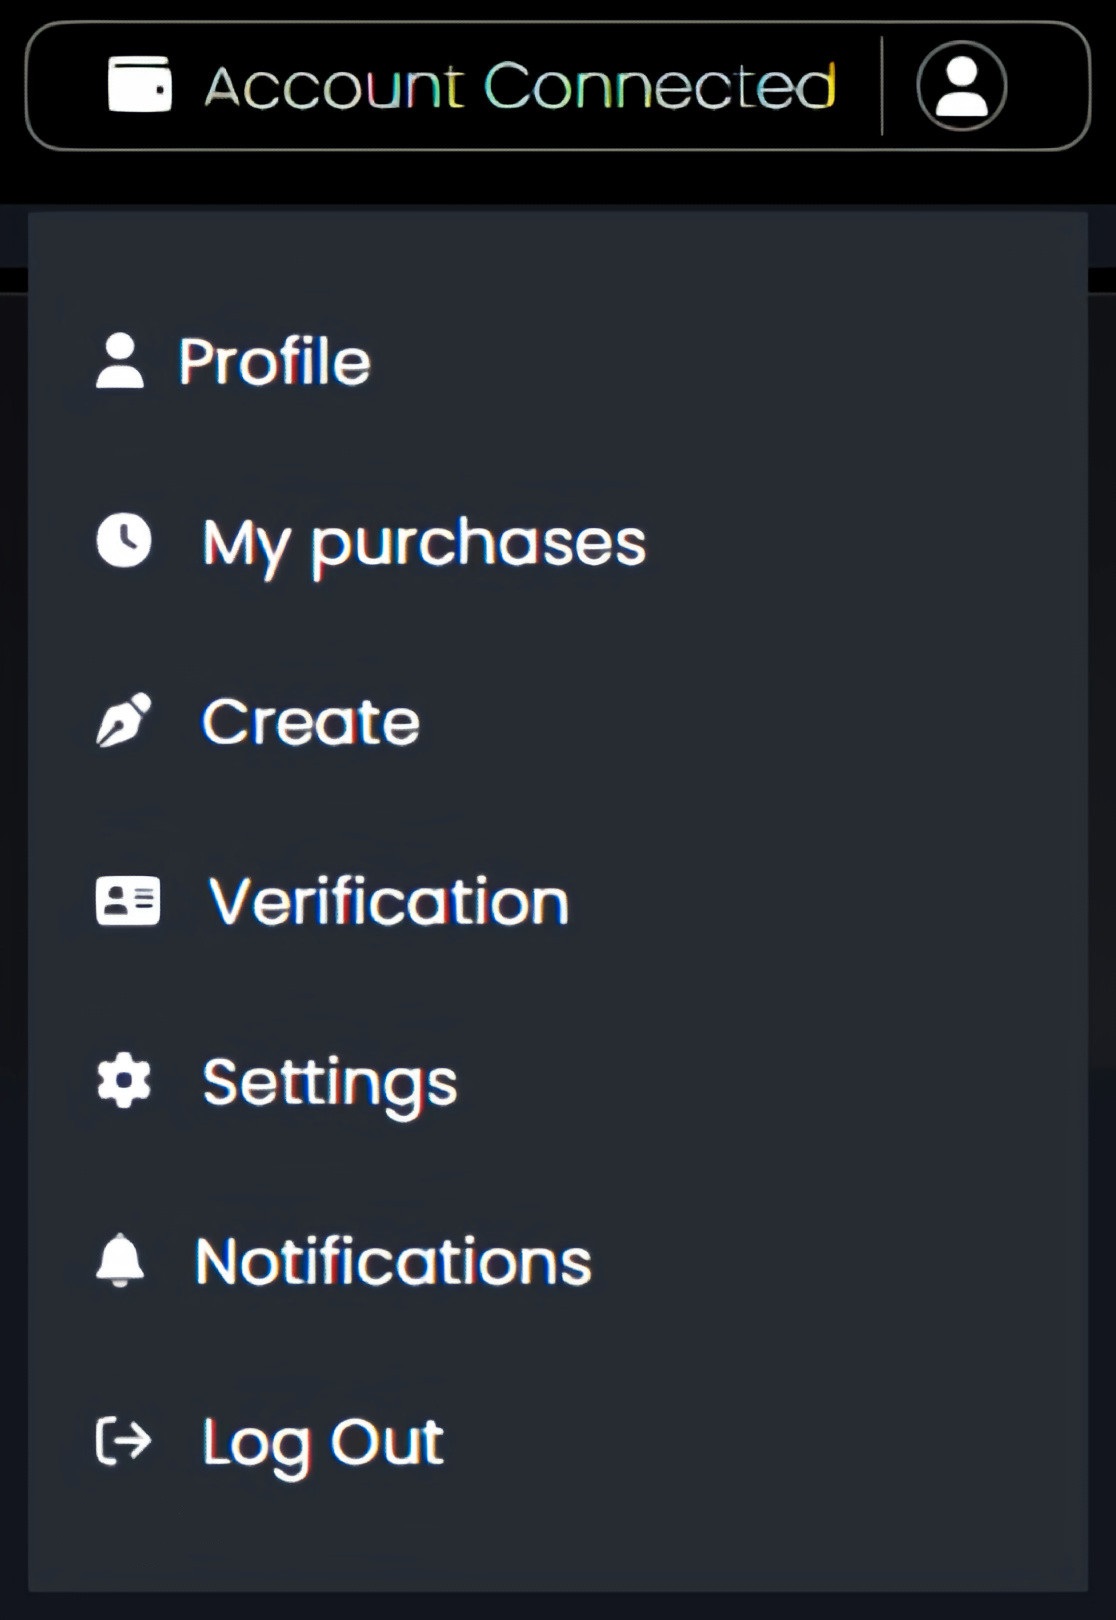 Account Connected
Profile
My purchases
Create
Verification
Settings
Notifications
Log Out